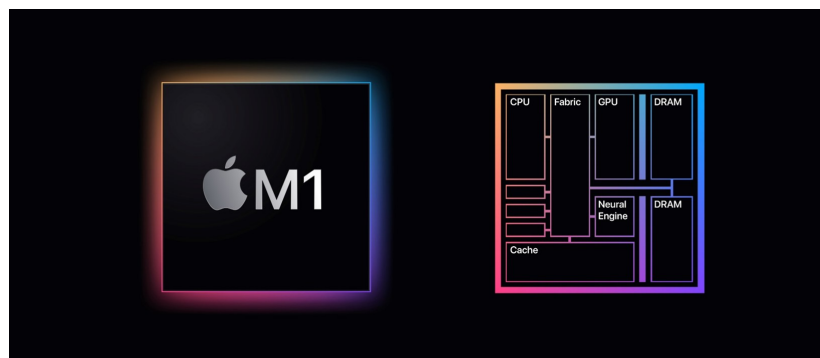 M1
CPU
Fabric
GPU
DRAM
Neural
Engine
DRAM
Cache